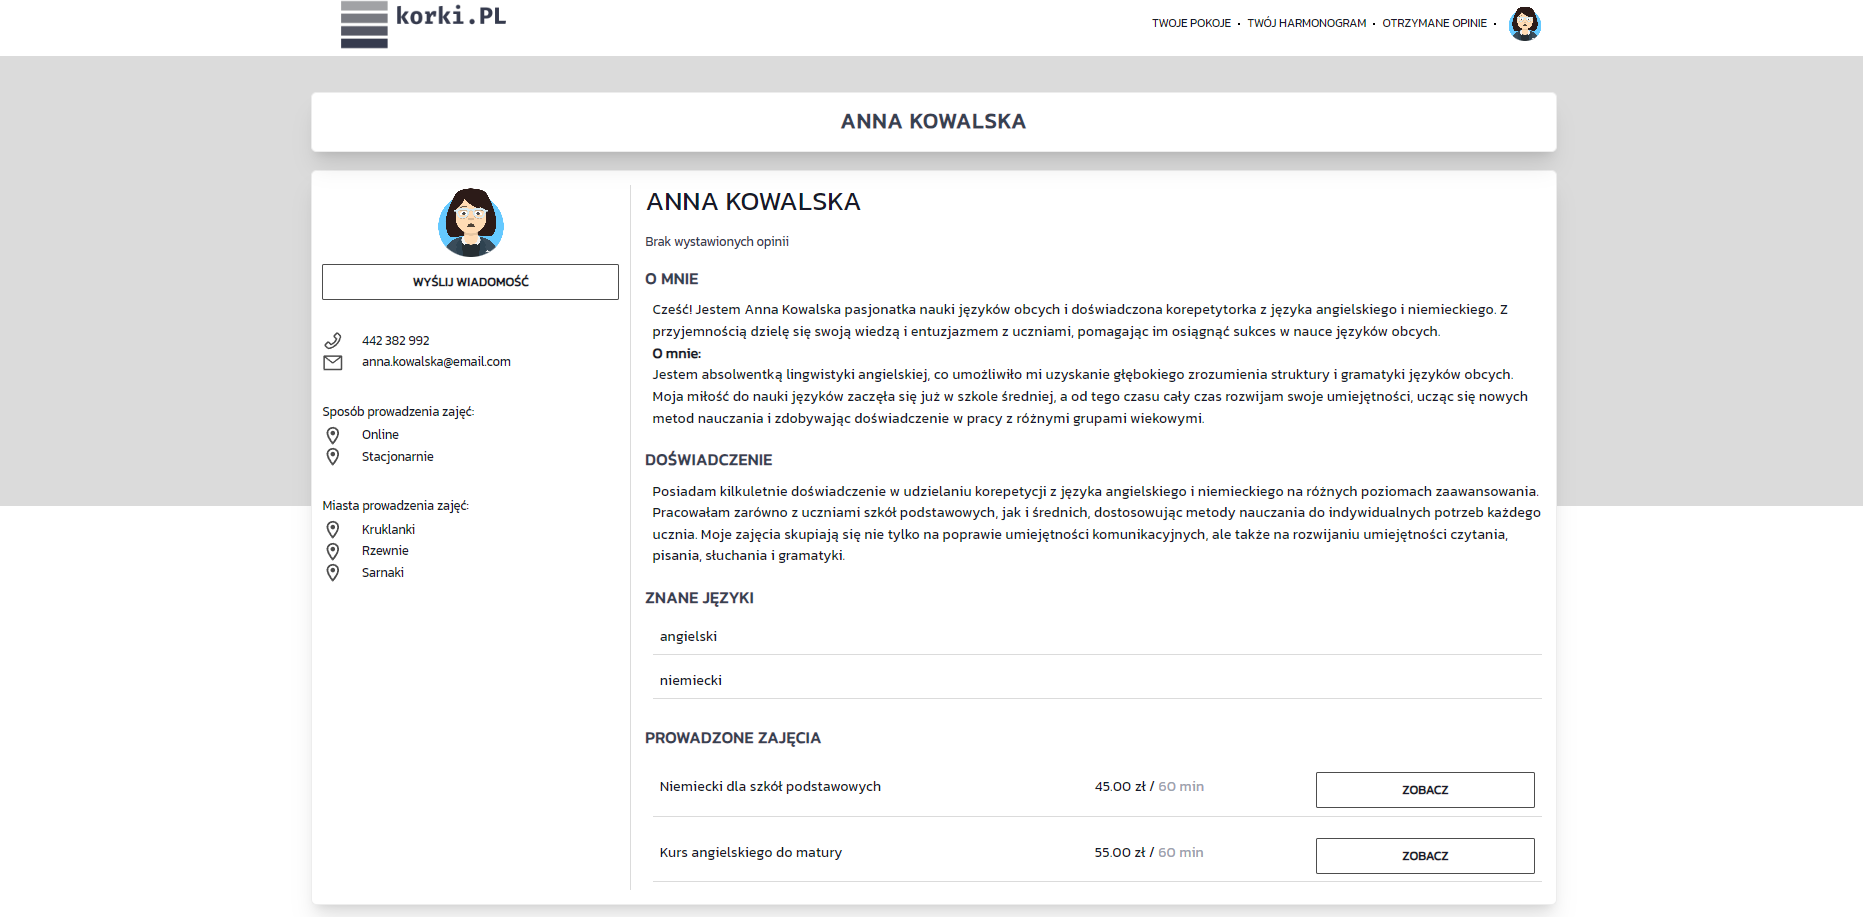 korki.PL
TWOJE POKOJE • TWÓJ HARMONOGRAM • OTRZYMANE OPINIE •
ANNA KOWALSKA
WYŚLIJ WIADOMOŚĆ
442 382 992
anna.kowalska@email.com
Sposób prowadzenia zajęć:
Online
Stacjonarnie
Miasta prowadzenia zajęć:
Kruklanki
Rzewnie
Sarnaki
ANNA KOWALSKA
Brak wystawionych opinii
O MNIE
Cześć! Jestem Anna Kowalska pasjonatka nauki języków obcych i doświadczona korepetytorka z języka angielskiego i niemieckiego. Z
przyjemnością dzielę się swoją wiedzą i entuzjazmem z uczniami, pomagając im osiągnąć sukces w nauce języków obcych.
O mnie:
Jestem absolwentką lingwistyki angielskiej, co umożliwiło mi uzyskanie głębokiego zrozumienia struktury i gramatyki języków obcych.
Moja miłość do nauki języków zaczęła się już w szkole średniej, a od tego czasu cały czas rozwijam swoje umiejętności, ucząc się nowych
metod nauczania i zdobywając doświadczenie w pracy z różnymi grupami wiekowymi.
DOŚWIADCZENIE
Posiadam kilkuletnie doświadczenie w udzielaniu korepetycji z języka angielskiego i niemieckiego na różnych poziomach zaawansowania.
Pracowałam zarówno z uczniami szkół podstawowych, jak i średnich, dostosowując metody nauczania do indywidualnych potrzeb każdego
ucznia. Moje zajęcia skupiają się nie tylko na poprawie umiejętności komunikacyjnych, ale także na rozwijaniu umiejętności czytania,
pisania, słuchania i gramatyki.
ZNANE JĘZYKI
angielski
niemiecki
PROWADZONE ZAJĘCIA
Niemiecki dla szkół podstawowych 45.00 zł / 60 min ZOBACZ
Kurs angielskiego do matury 55.00 zł / 60 min ZOBACZ